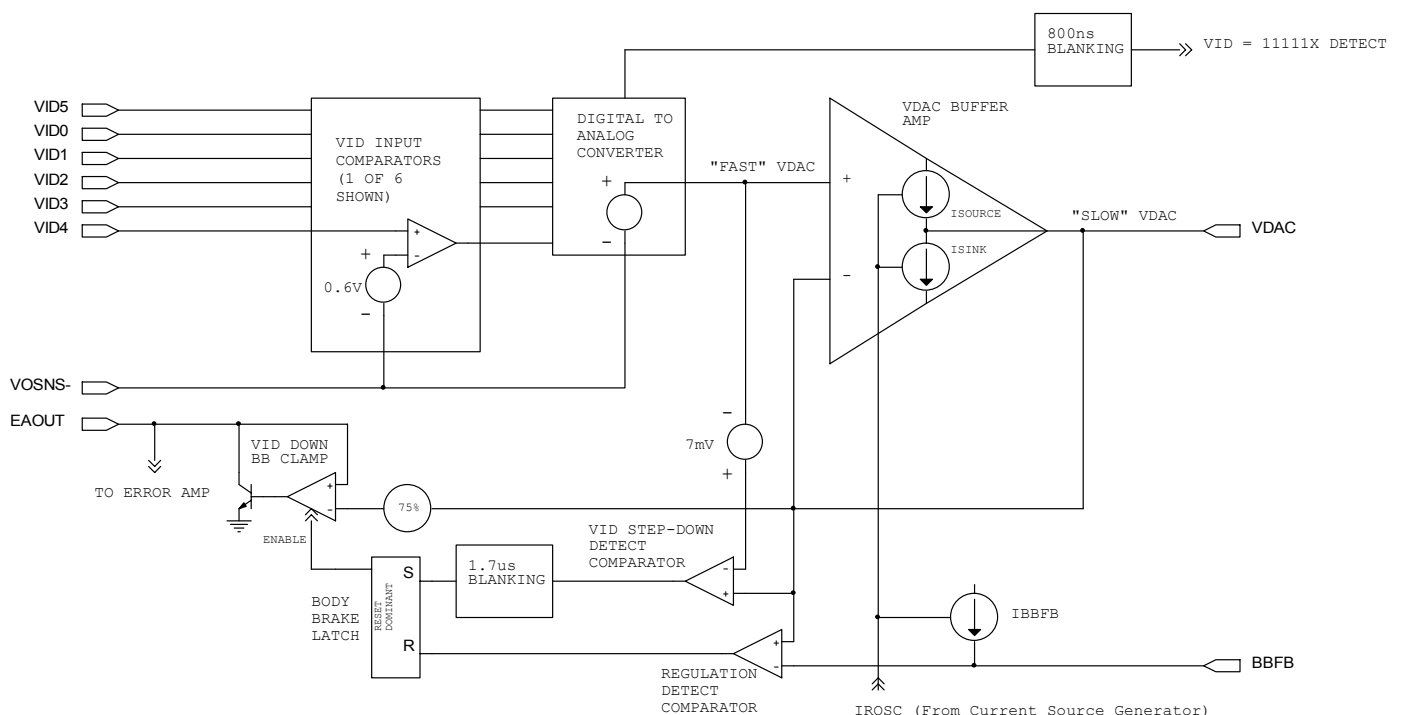 800ns
BLANKING
VID = 11111X DETECT
VID5
VID0
VID1
VID2
VID3
VID4
VID INPUT
COMPARATORS
(1 OF 6
SHOWN)
+
-
+
0.6V
-
DIGITAL TO
ANALOG
CONVERTER
+
-
"FAST" VDAC
VDAC BUFFER
AMP
+
-
ISOURCE
ISINK
"SLOW" VDAC
VDAC
VOSNS-
EAOUT
VID DOWN
BB CLAMP
TO ERROR AMP
+
-
75%
ENABLE
-
7mV
+
VID STEP-DOWN
DETECT
COMPARATOR
-
+
1.7us
BLANKING
BODY
BRAKE
LATCH
RESET
DOMINANT
S
R
+
-
REGULATION
DETECT
COMPARATOR
IBBFB
BBFB
IROSC (From Current Source Generator)